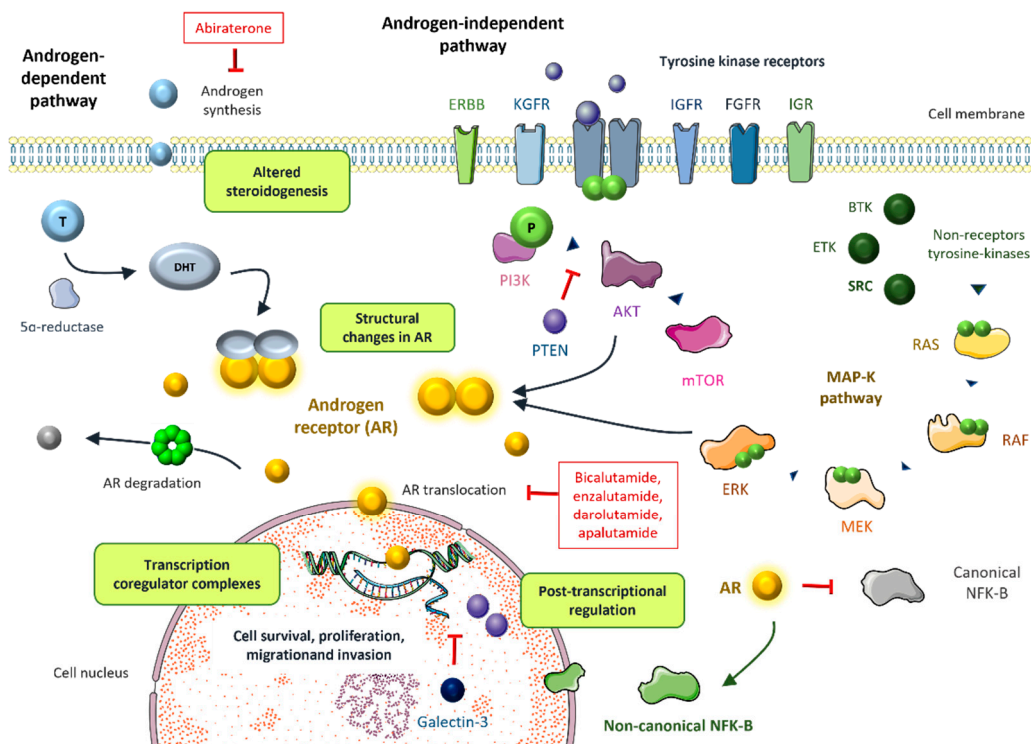 Androgen-
dependent
pathway
Abiraterone
Androgen
synthesis
Androgen-independent
pathway
Tyrosine kinase receptors
ERBB
KGFR
IGFR
FGFR
IGR
Cell membrane
Altered
steroidogenesis
T
DHT
5α-reductase
P
PI3K
AKT
PTEN
mTOR
BTK
ETK
SRC
Non-receptors
tyrosine-kinases
Structural
changes in AR
Androgen
receptor (AR)
RAS
MAP-K
pathway
RAF
ERK
MEK
AR degradation
AR translocation
Bicalutamide,
enzalutamide,
darolutamide,
apalutamide
Transcription
coregulator complexes
Post-transcriptional
regulation
AR
Canonical
NFK-B
Cell survival, proliferation,
migrationand invasion
Cell nucleus
Galectin-3
Non-canonical NFK-B